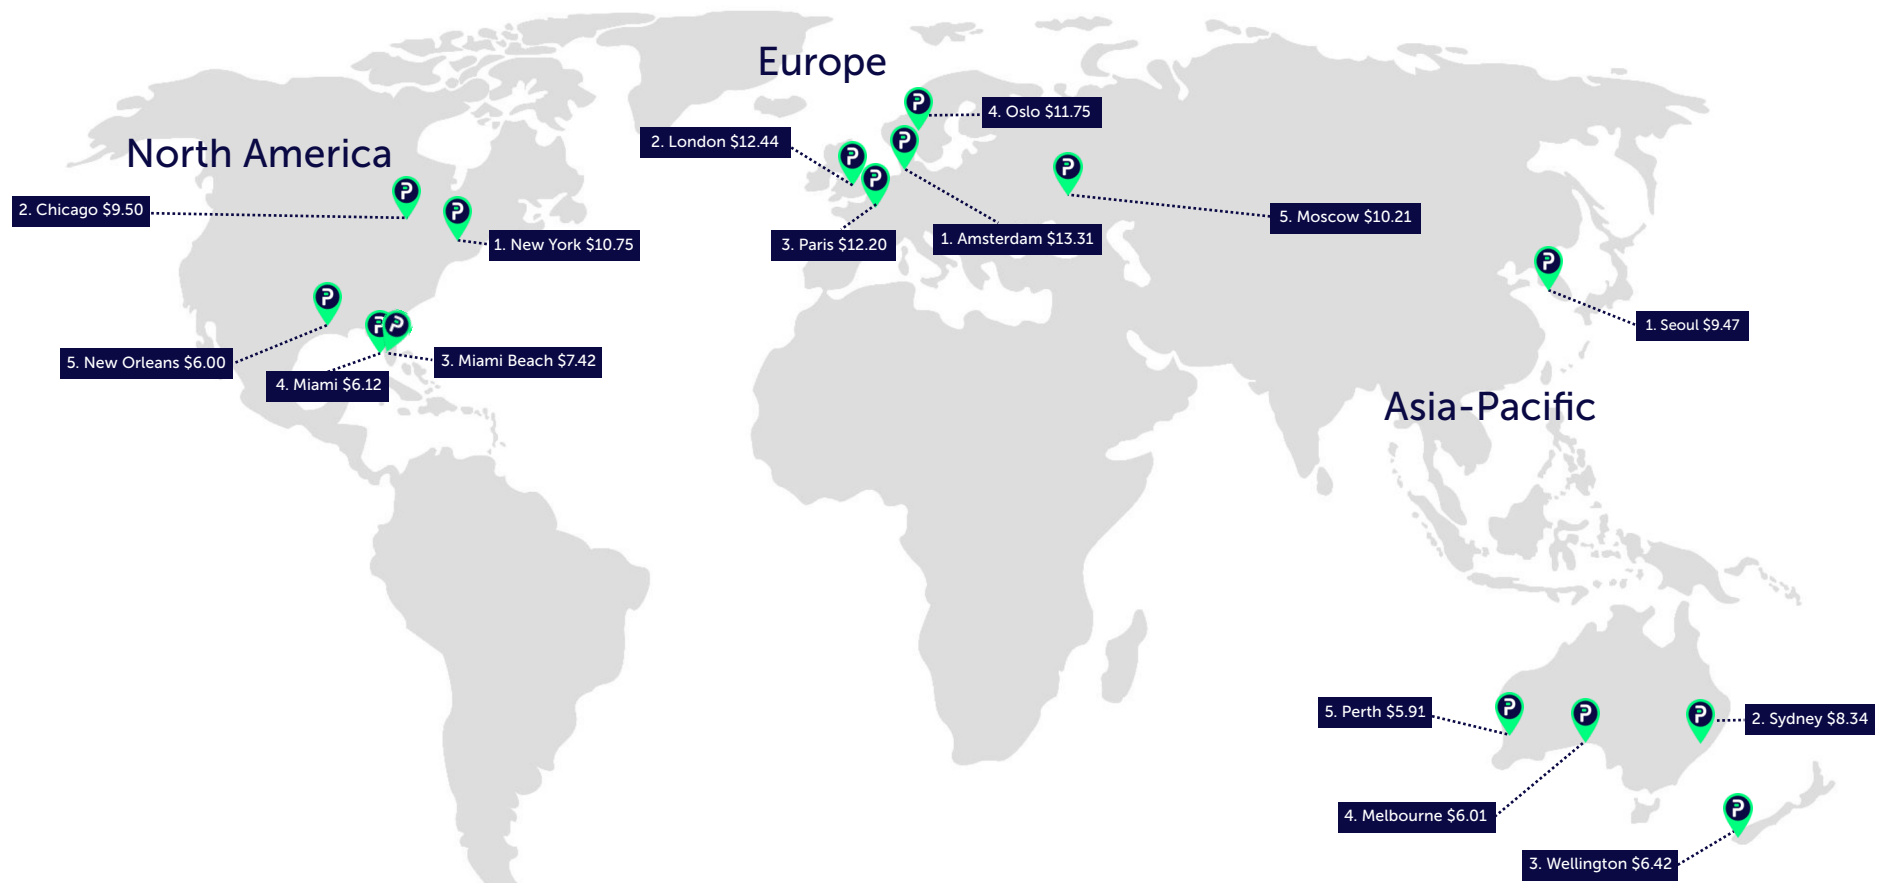 Europe
North America
Asia-Pacific
4. Oslo $11.75
2. London $12.44
3. Paris $12.20
1. Amsterdam $13.31
5. Moscow $10.21
2. Chicago $9.50
1. New York $10.75
5. New Orleans $6.00
4. Miami $6.12
3. Miami Beach $7.42
1. Seoul $9.47
5. Perth $5.91
2. Sydney $8.34
4. Melbourne $6.01
3. Wellington $6.42